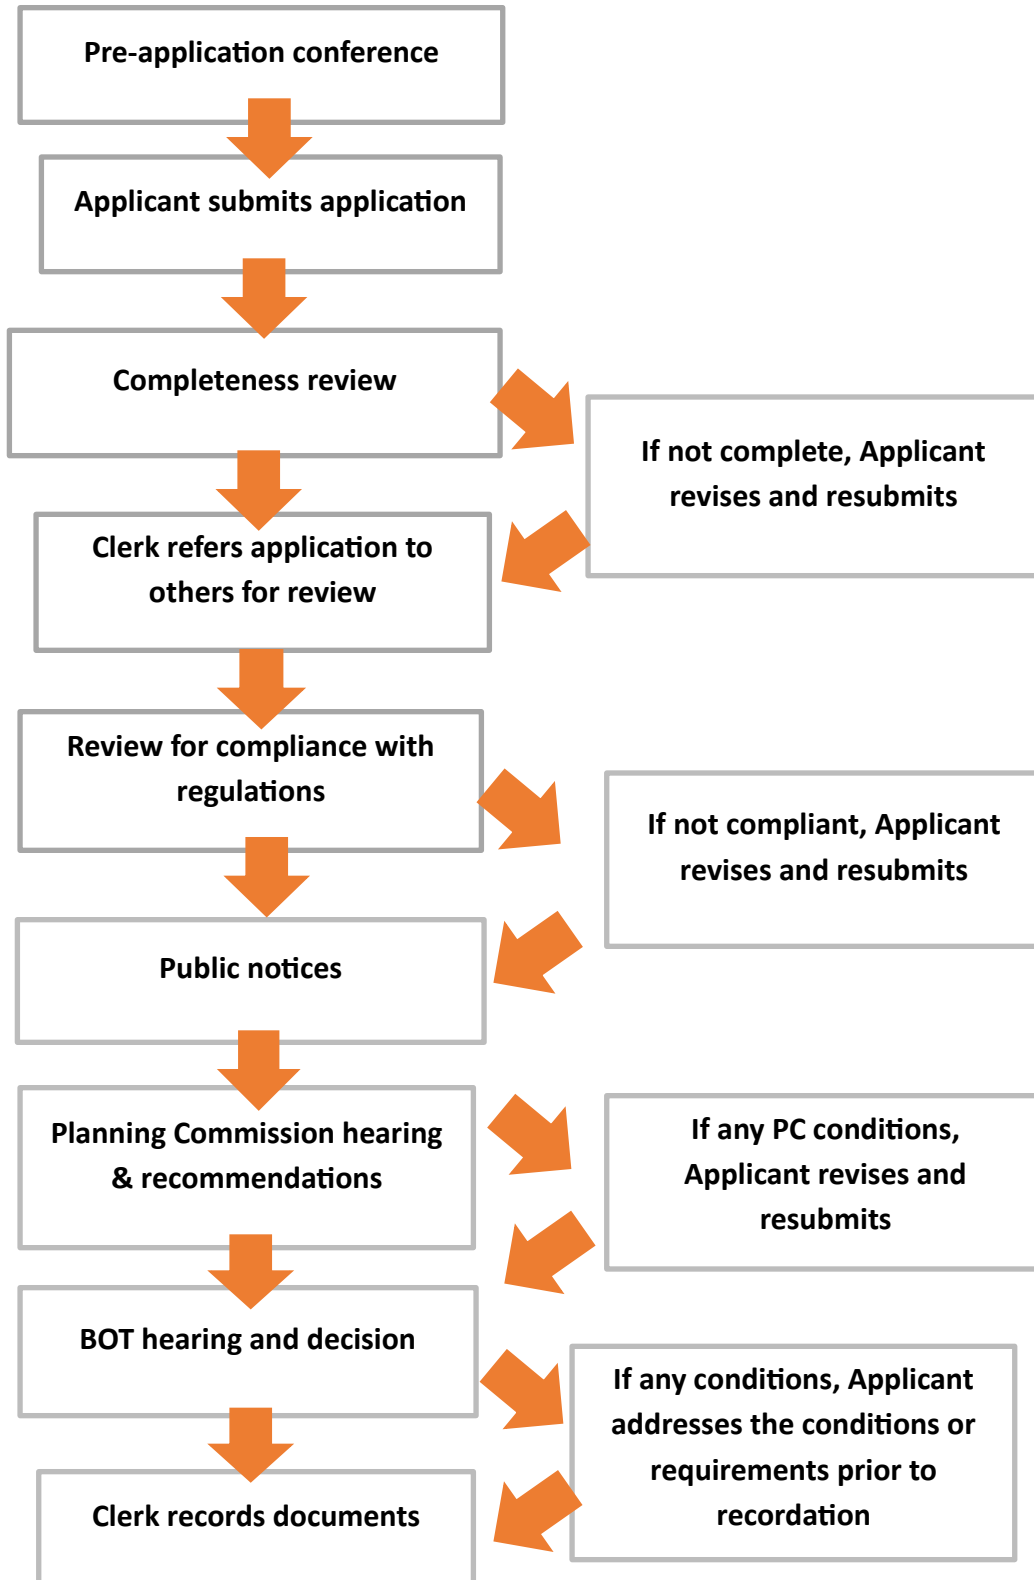 Pre-application conference
Applicant submits application
Completeness review
If not complete, Applicant
revises and resubmits
Clerk refers application to
others for review
Review for compliance with
regulations
If not compliant, Applicant
revises and resubmits
Public notices
Planning Commission hearing
& recommendations
If any PC conditions,
Applicant revises and
resubmits
BOT hearing and decision
If any conditions, Applicant
addresses the conditions or
requirements prior to
recordation
Clerk records documents